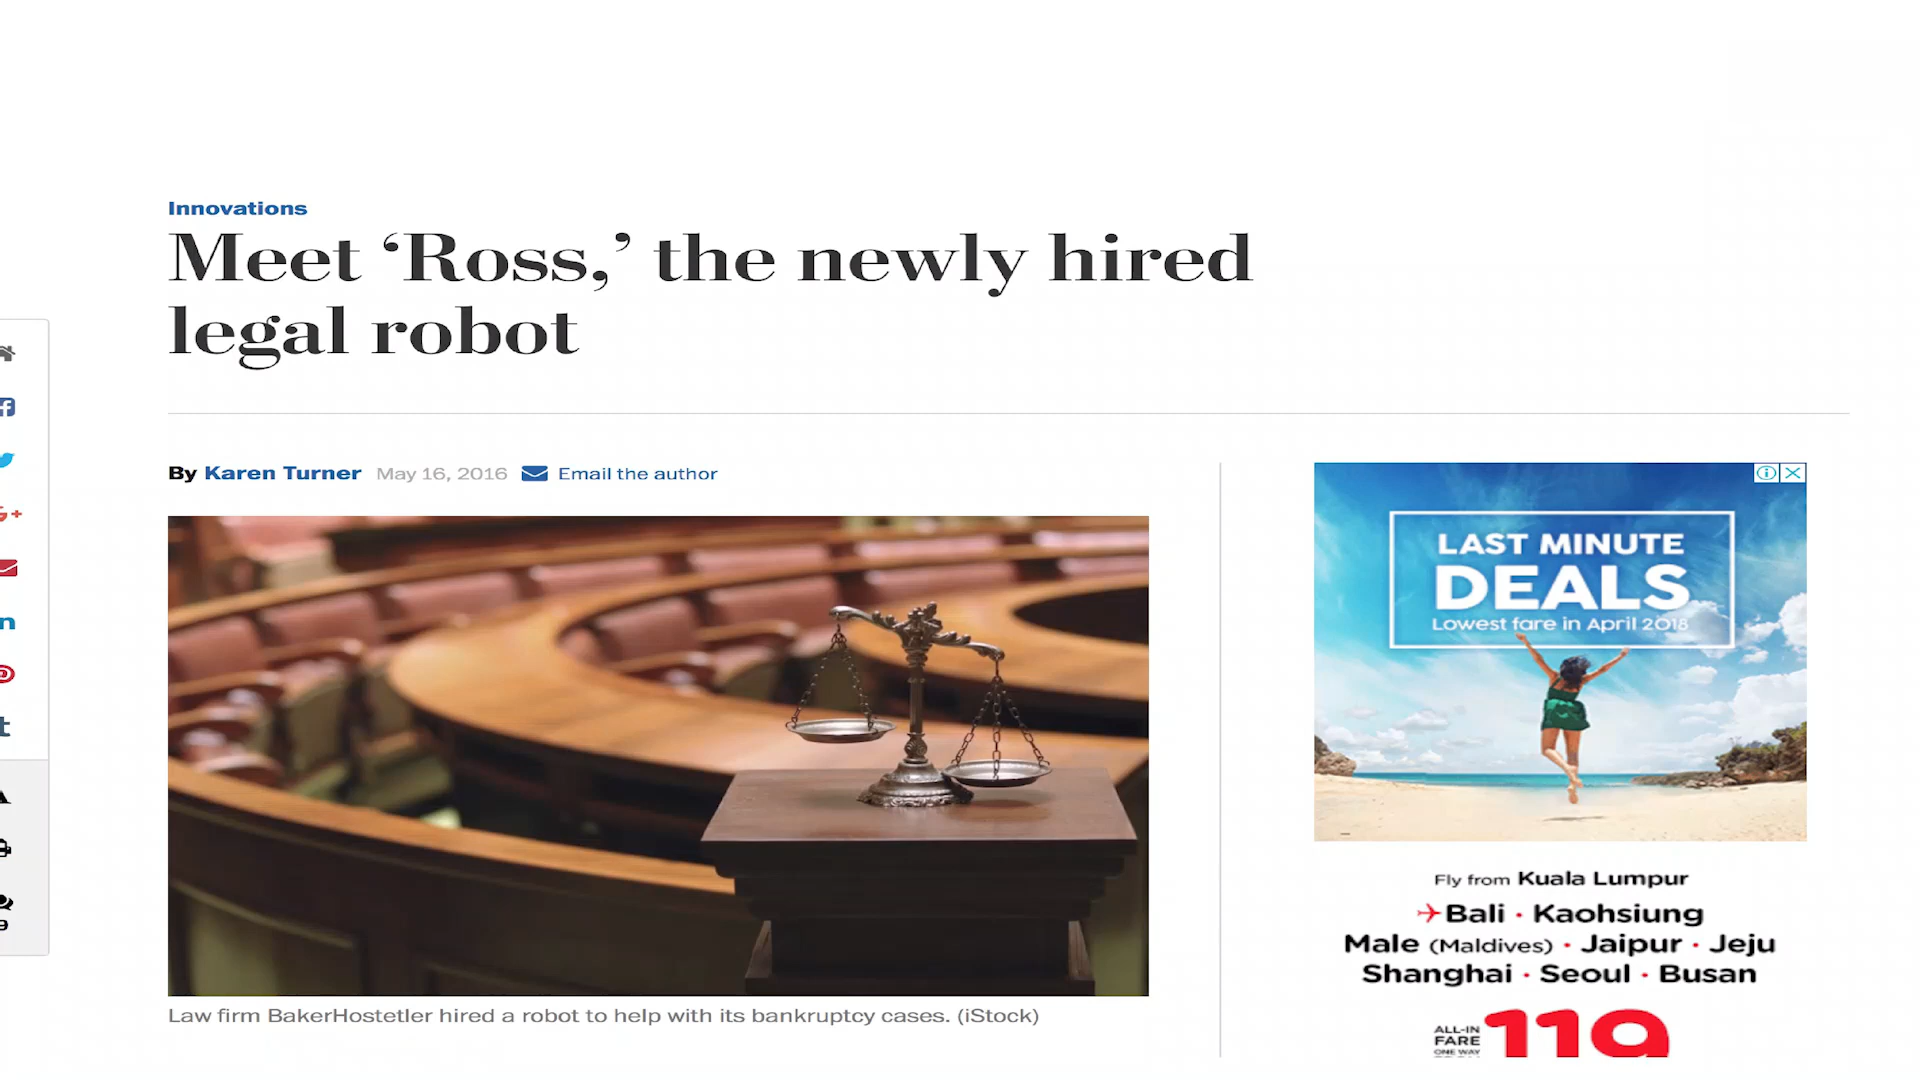 Innovations
Meet ‘Ross,’ the newly hired
legal robot
By Karen Turner May 16, 2016 Email the author
Law firm BakerHostetler hired a robot to help with its bankruptcy cases. (iStock)
LAST MINUTE
DEALS
Lowest fare in April 2018
Fly from Kuala Lumpur
Bali · Kaohsiung
Male (Maldives) · Jaipur · Jeju
Shanghai · Seoul · Busan
ALL-IN
FARE
ONE WAY
119